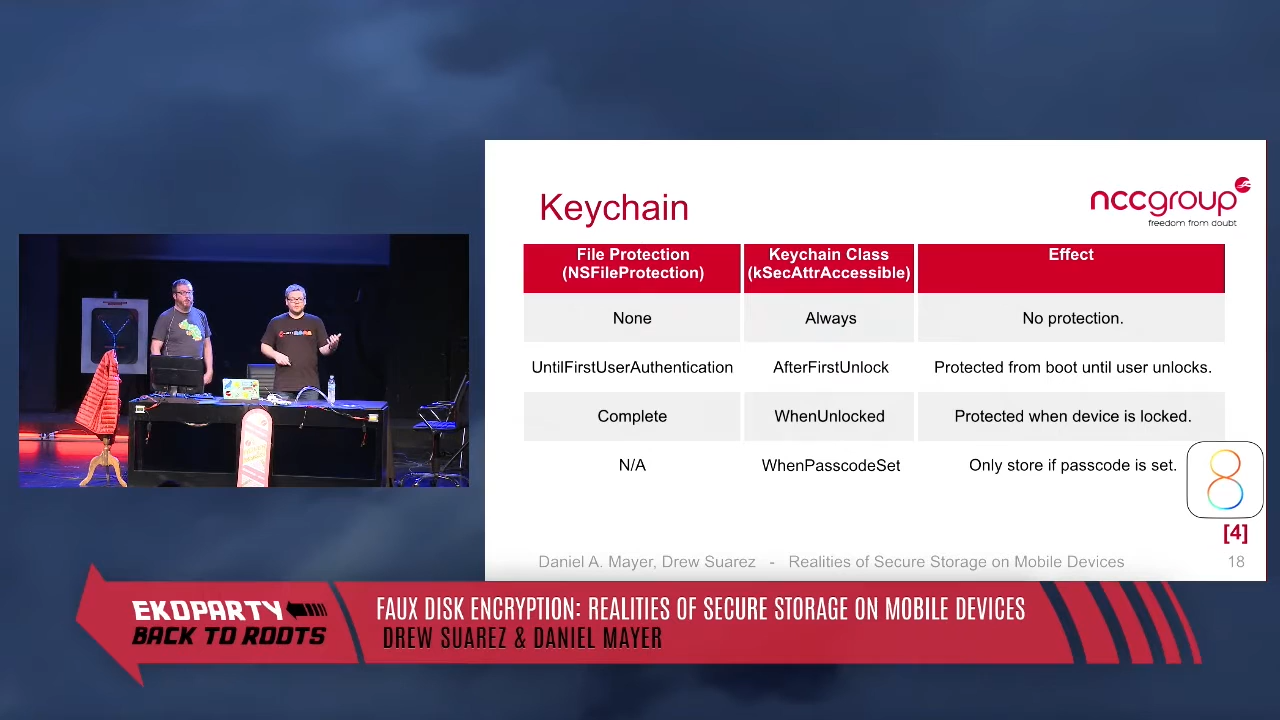 Keychain
nccgroup
freedom from doubt
File Protection
(NSFileProtection)
Keychain Class
(kSecAttrAccessible)
Effect
None
Always
No protection.
UntilFirstUserAuthentication
AfterFirstUnlock
Protected from boot until user unlocks.
Complete
WhenUnlocked
Protected when device is locked.
N/A
WhenPasscodeSet
Only store if passcode is set.
8
[4]
Daniel A. Mayer, Drew Suarez - Realities of Secure Storage on Mobile Devices
18
EKOPARTY
BACK TO ROOTS
FAUX DISK ENCRYPTION: REALITIES OF SECURE STORAGE ON MOBILE DEVICES
DREW SUAREZ & DANIEL MAYER